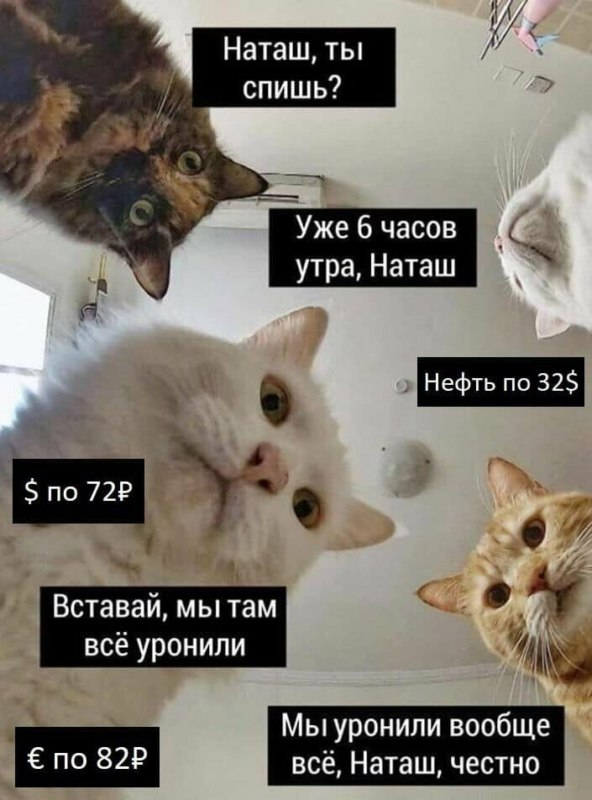 Наташ, ты
спишь?
Уже 6 часов
утра, Наташ
Нефть по 32$
$ по 72₽
Вставай, мы там
всё уронили
Мы уронили вообще
всё, Наташ, честно
€ по 82₽